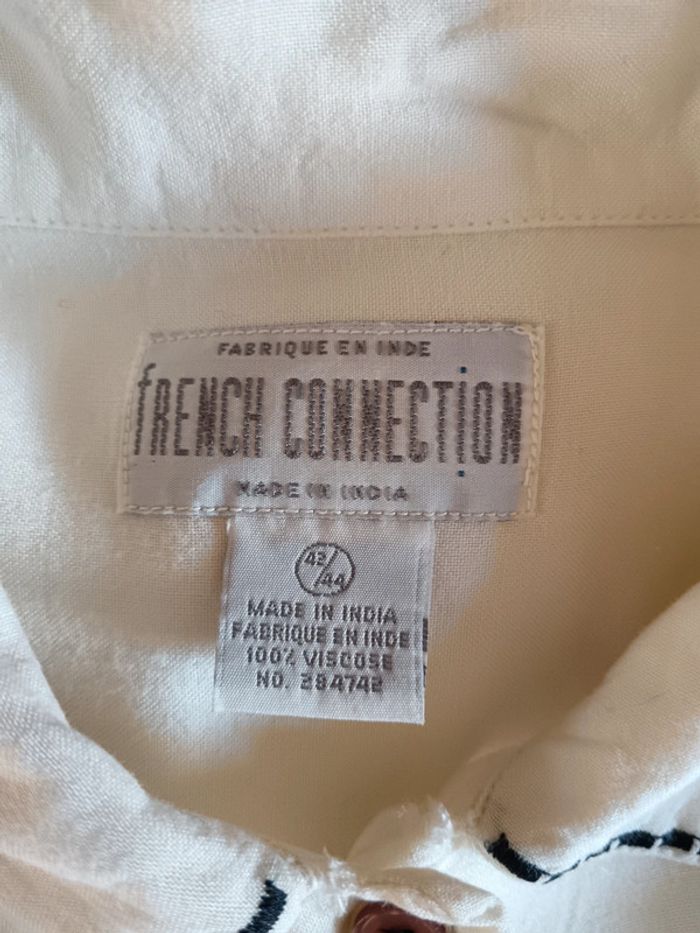 FABRIQUE EN INDE
fRENCH CONNECTiON
MADE IN INDIA
42/44
MADE IN INDIA
FABRIQUE EN INDE
100% VISCOSE
NO. 284742